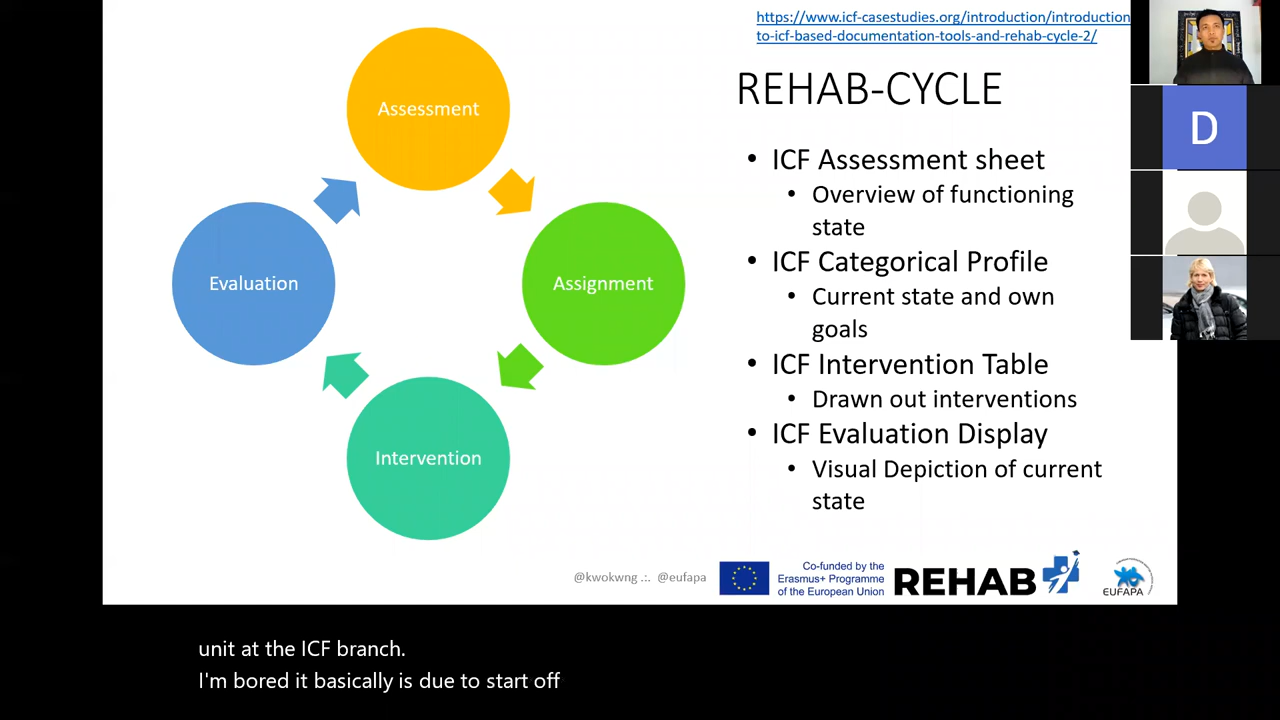 https://www.icf-casestudies.org/introduction/introduction
to-icf-based-documentation-tools-and-rehab-cycle-2/
REHAB-CYCLE
Assessment
Assignment
Intervention
Evaluation
• ICF Assessment sheet
• Overview of functioning
state
• ICF Categorical Profile
• Current state and own
goals
• ICF Intervention Table
• Drawn out interventions
• ICF Evaluation Display
• Visual Depiction of current
state
D
@kwokwng .:. @eufapa
Co-funded by the
Erasmus+ Programme
of the European Union
REHAB
EUFAPA
unit at the ICF branch.
I'm bored it basically is due to start off